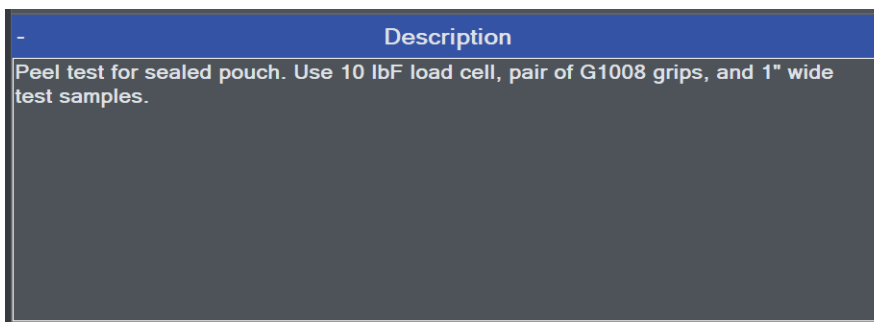 -
Description
Peel test for sealed pouch. Use 10 lbF load cell, pair of G1008 grips, and 1" wide
test samples.